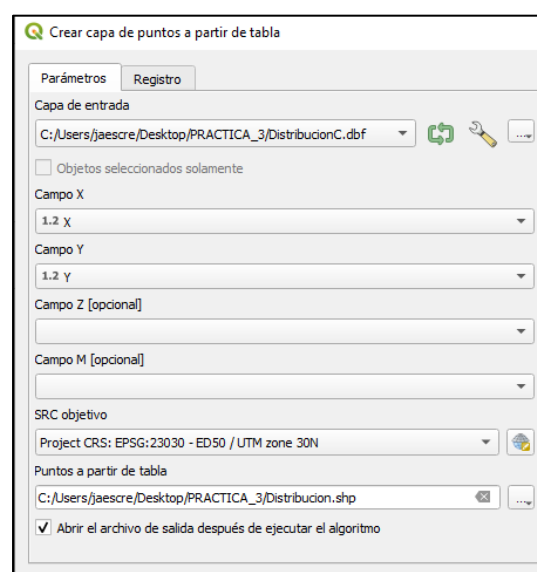 Crear capa de puntos a partir de tabla
Parámetros Registro
Capa de entrada
C:/Users/jaescre/Desktop/PRACTICA_3/DistribucionC.dbf
...
Objetos seleccionados solamente
Campo X
1.2 X
Campo Y
1.2 Y
Campo Z [opcional]
Campo M [opcional]
SRC objetivo
Project CRS: EPSG:23030 - ED50 / UTM zone 30N
Puntos a partir de tabla
C:/Users/jaescre/Desktop/PRACTICA_3/Distribucion.shp
...
Abrir el archivo de salida después de ejecutar el algoritmo